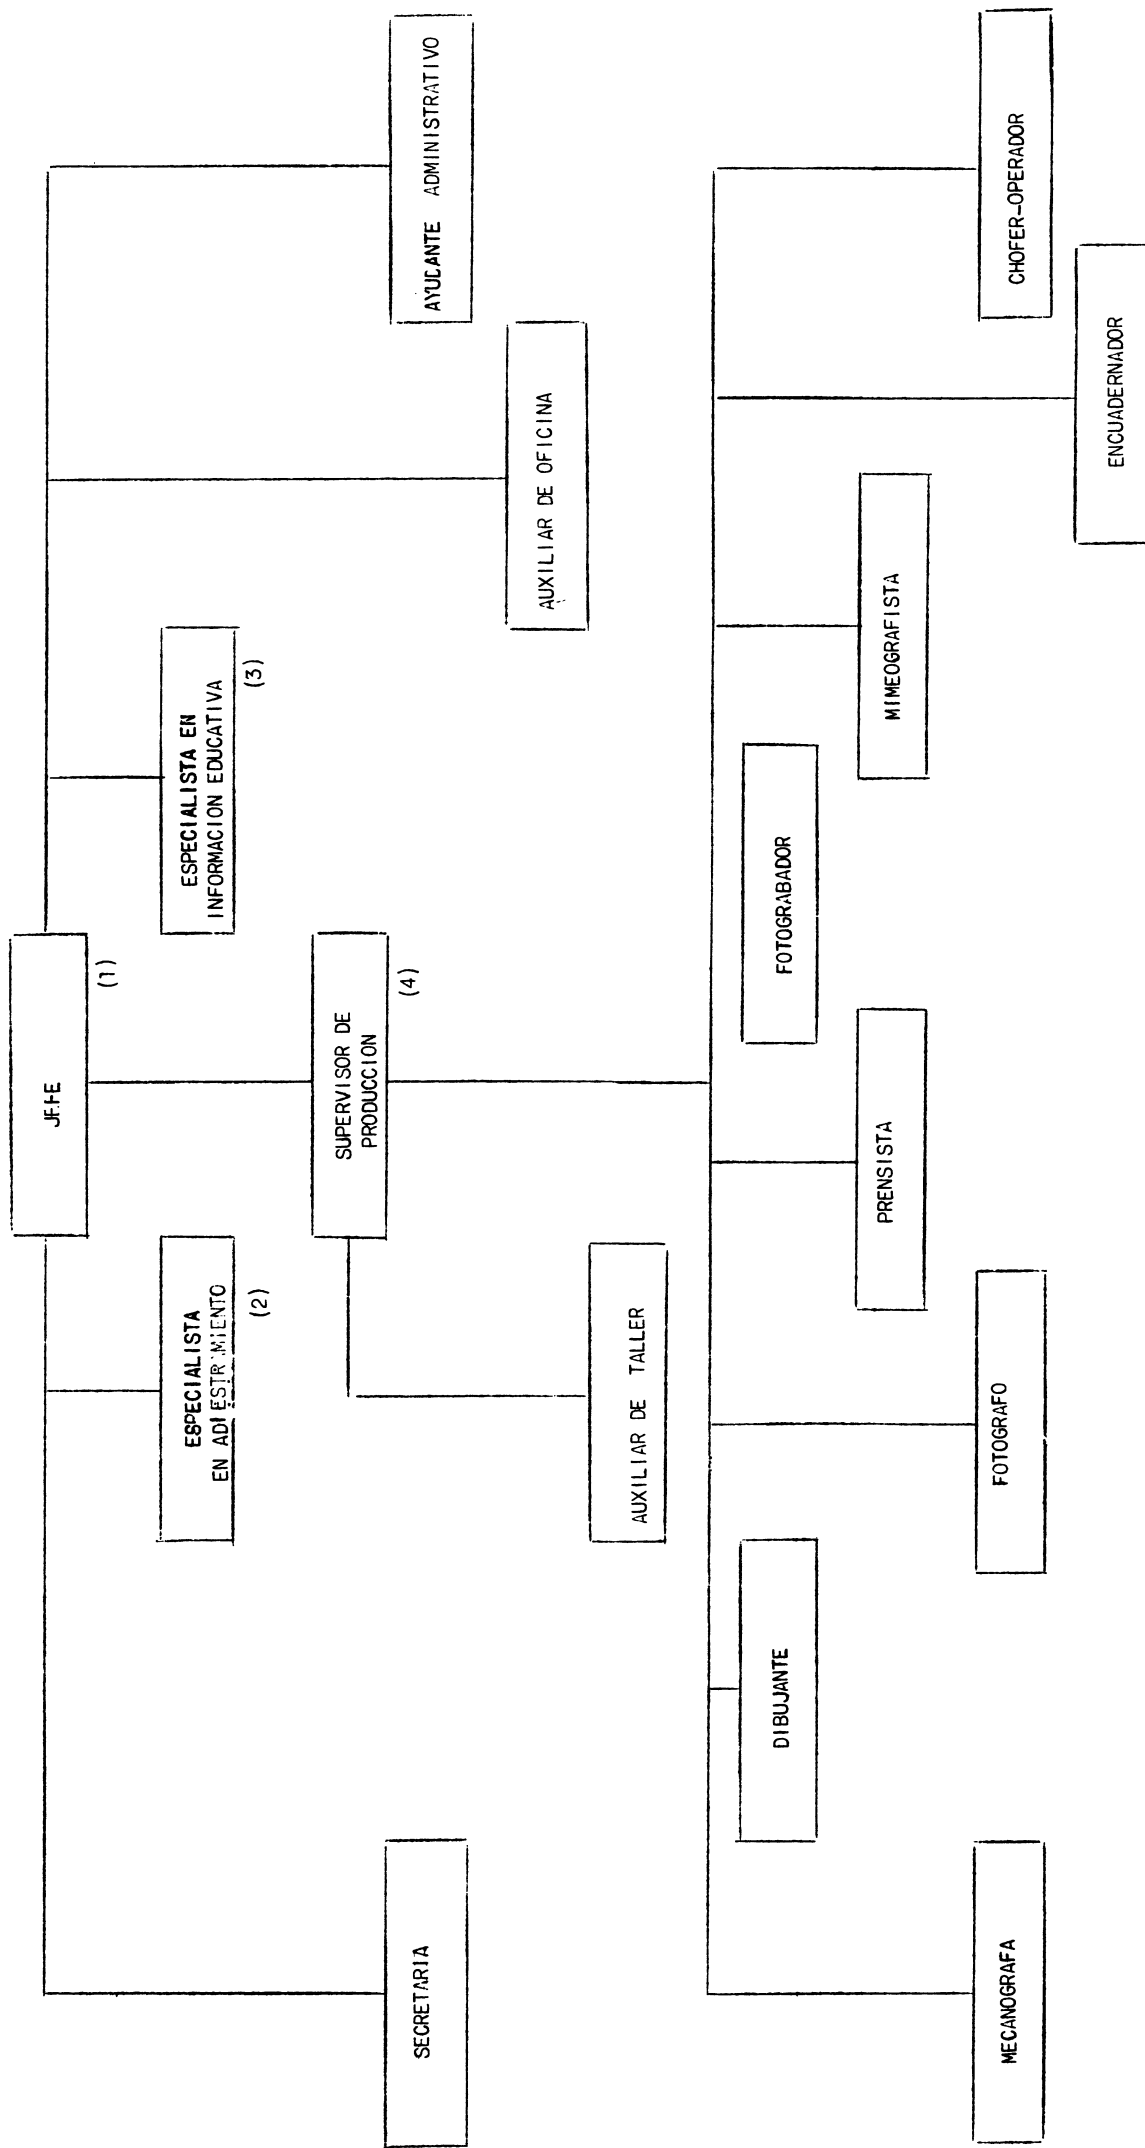 JEFE
(1)
ESPECIALISTA
EN ADIESTRAMIENTO
(2)
ESPECIALISTA EN
INFORMACION EDUCATIVA
(3)
SUPERVISOR DE
PRODUCCION
(4)
SECRETARIA
AYUDANTE ADMINISTRATIVO
AUXILIAR DE OFICINA
AUXILIAR DE TALLER
DIBUJANTE
FOTOGRABADOR
PRENSISTA
MIMEOGRAFISTA
MECANOGRAFA
FOTOGRAFO
CHOFER-OPERADOR
ENCUADERNADOR